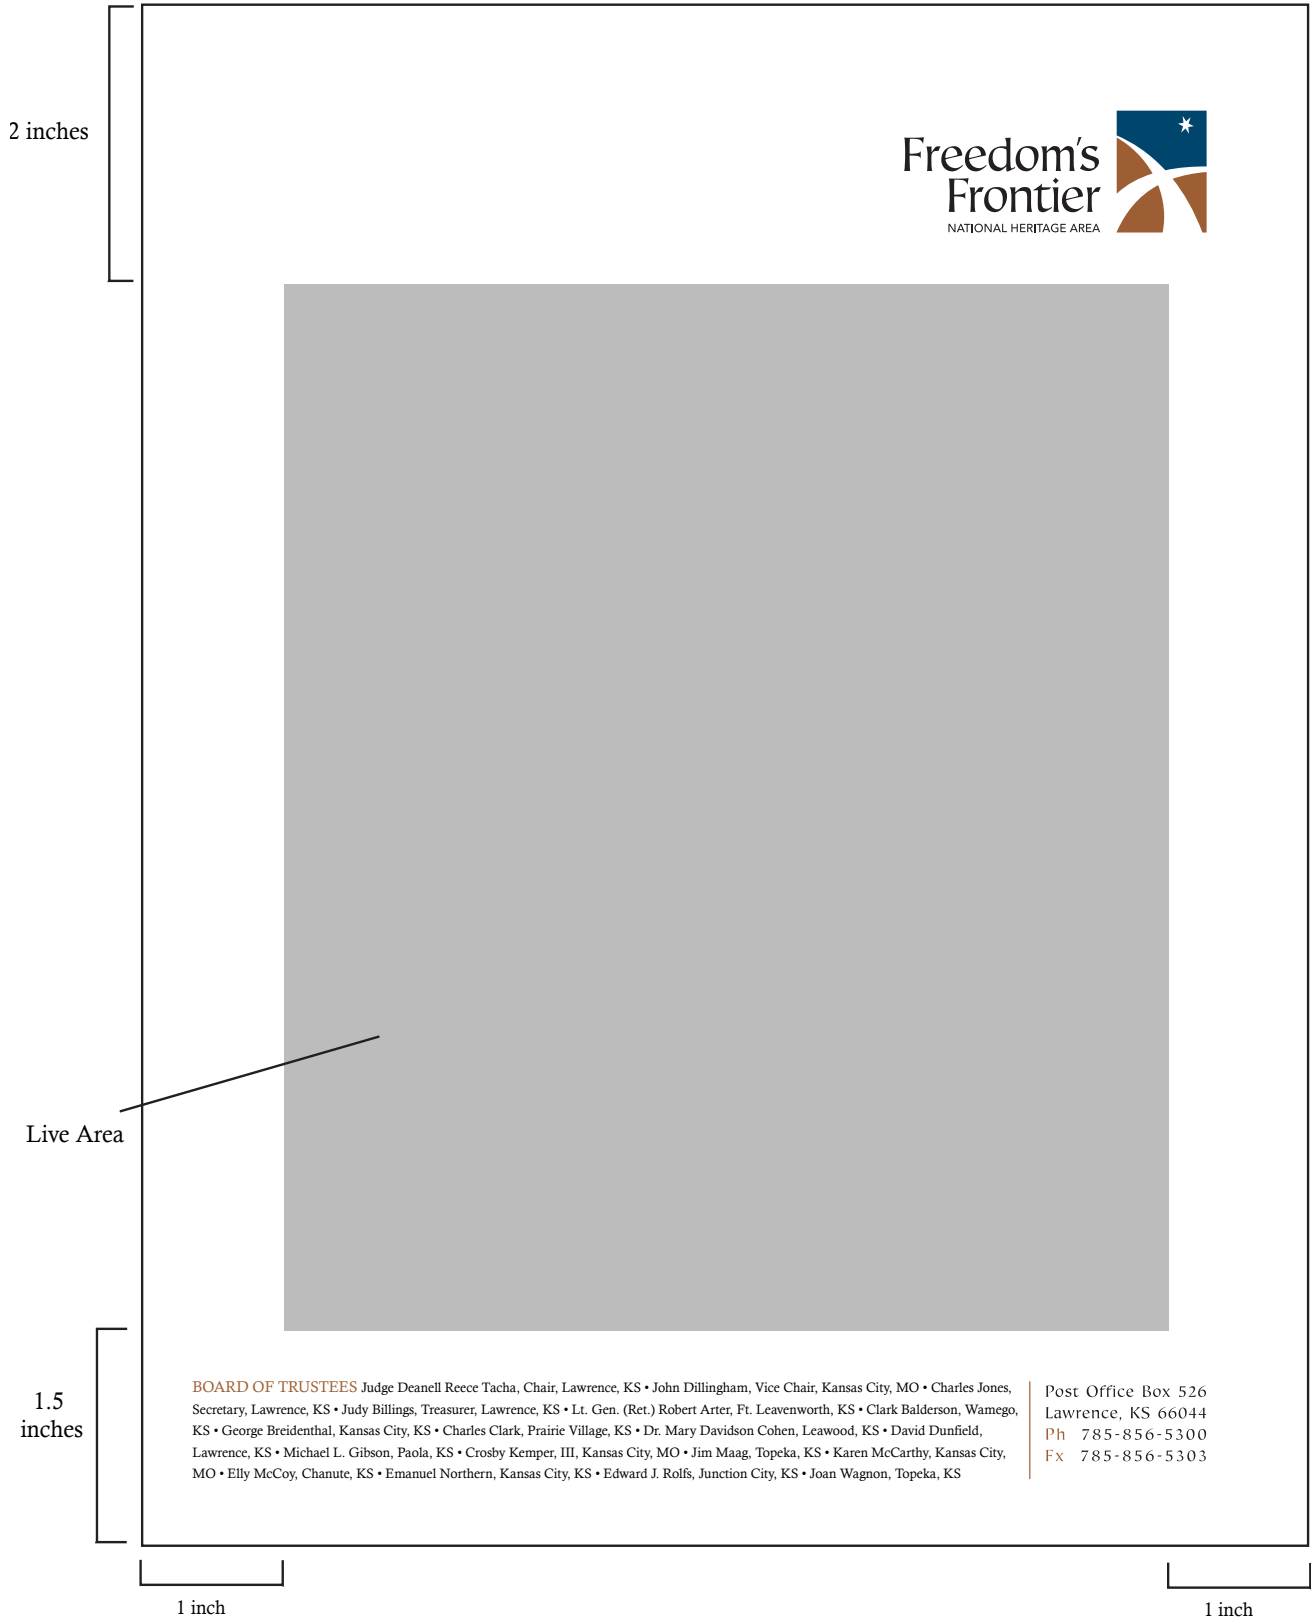 2 inches
Freedom's
Frontier
NATIONAL HERITAGE AREA
Live Area
1.5
inches
BOARD OF TRUSTEES Judge Deanell Reece Tacha, Chair, Lawrence, KS • John Dillingham, Vice Chair, Kansas City, MO • Charles Jones,
Secretary, Lawrence, KS • Judy Billings, Treasurer, Lawrence, KS • Lt. Gen. (Ret.) Robert Arter, Ft. Leavenworth, KS • Clark Balderson, Wamego,
KS • George Breidenthal, Kansas City, KS • Charles Clark, Prairie Village, KS • Dr. Mary Davidson Cohen, Leawood, KS • David Dunfield,
Lawrence, KS • Michael L. Gibson, Paola, KS • Crosby Kemper, III, Kansas City, MO • Jim Maag, Topeka, KS • Karen McCarthy, Kansas City,
MO • Elly McCoy, Chanute, KS • Emanuel Northern, Kansas City, KS • Edward J. Rolfs, Junction City, KS • Joan Wagnon, Topeka, KS
Post Office Box 526
Lawrence, KS 66044
Ph 785-856-5300
Fx 785-856-5303
1 inch
1 inch